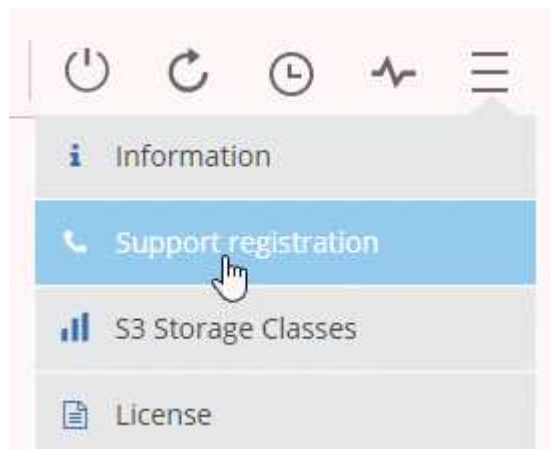 Information
Support registration
S3 Storage Classes
License